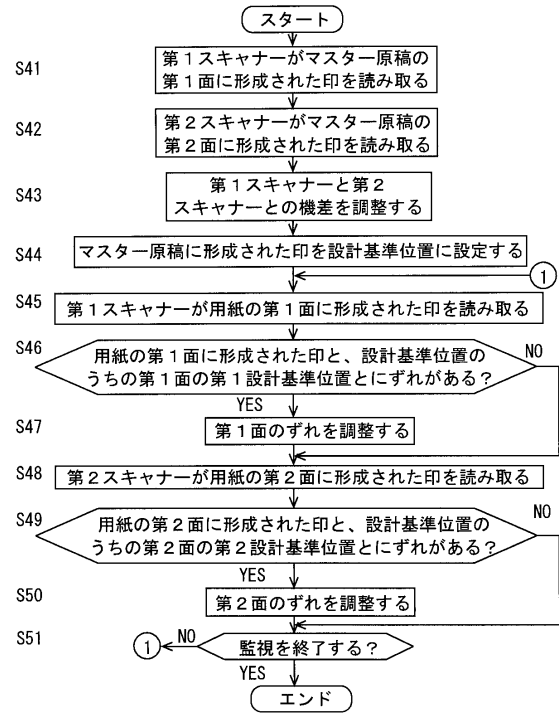 スタート
S41
第1スキャナーがマスター原稿の
第1面に形成された印を読み取る
S42
第2スキャナーがマスター原稿の
第2面に形成された印を読み取る
S43
第1スキャナーと第2
スキャナーとの機差を調整する
S44
マスター原稿に形成された印を設計基準位置に設定する
1
S45
第1スキャナーが用紙の第1面に形成された印を読み取る
S46
用紙の第1面に形成された印と、設計基準位置の
うちの第1面の第1設計基準位置とにずれがある?
NO
YES
S47
第1面のずれを調整する
S48
第2スキャナーが用紙の第2面に形成された印を読み取る
S49
用紙の第2面に形成された印と、設計基準位置の
うちの第2面の第2設計基準位置とにずれがある?
NO
YES
S50
第2面のずれを調整する
S51
1
NO
監視を終了する?
YES
エンド